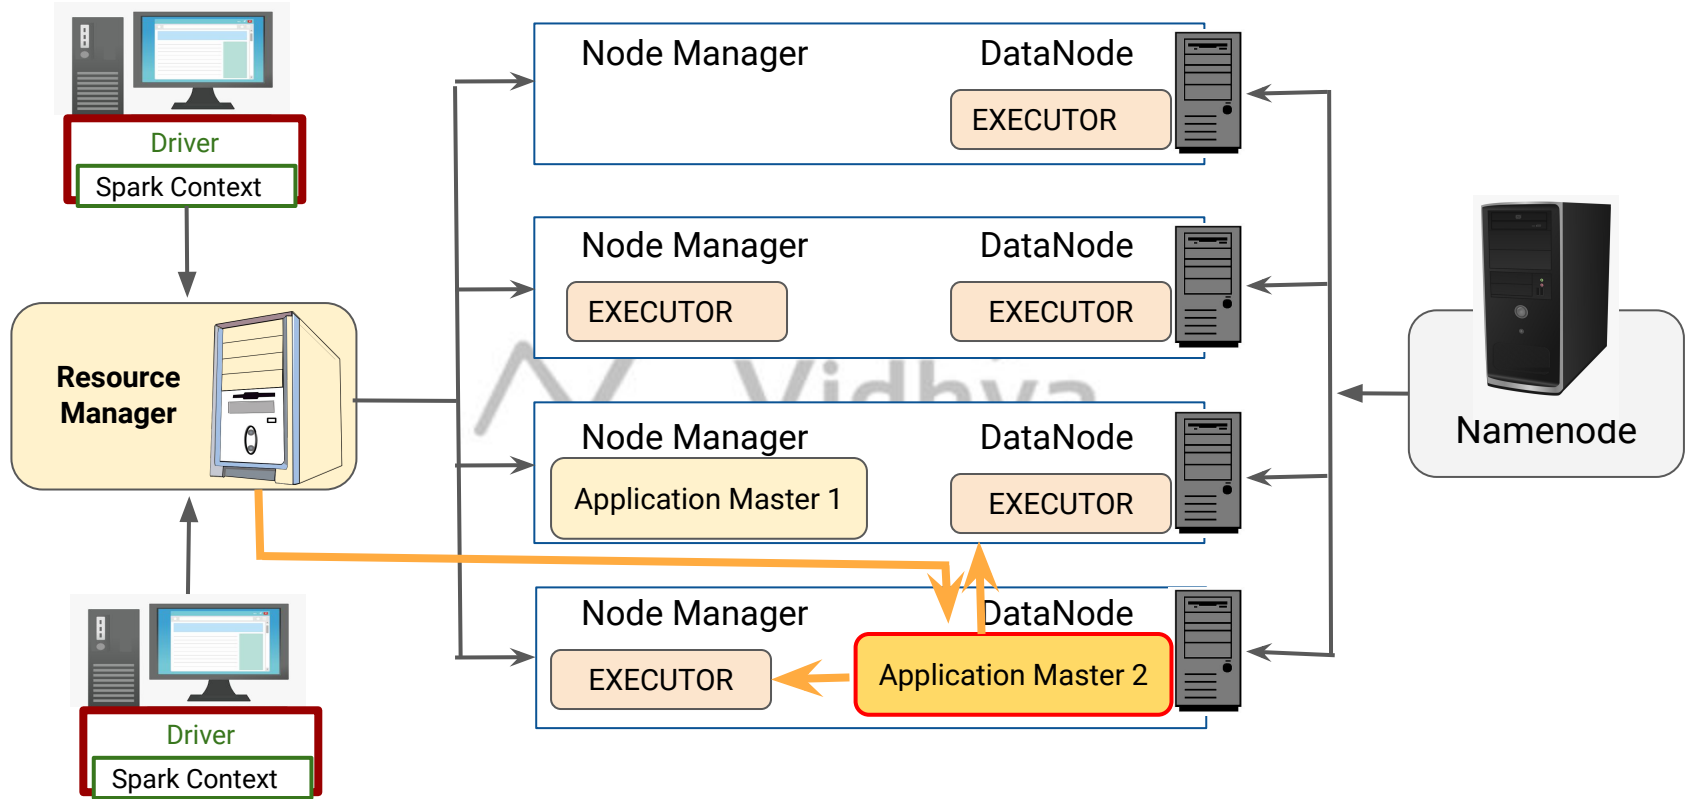 Driver
Spark Context
Resource
Manager
Driver
Spark Context
Node Manager DataNode
EXECUTOR
Node Manager DataNode
EXECUTOR EXECUTOR
Vidhya
Node Manager DataNode
Application Master 1 EXECUTOR
Node Manager DataNode
EXECUTOR Application Master 2
Namenode